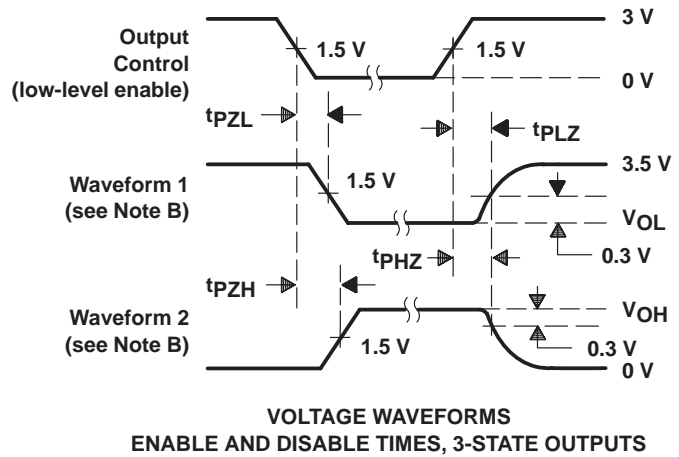 3 V
Output
Control
(low-level enable)
1.5 V
1.5 V
0 V
tPZL
tPLZ
3.5 V
Waveform 1
(see Note B)
1.5 V
VOL
0.3 V
tPHZ
tPZH
VOH
Waveform 2
(see Note B)
1.5 V
0.3 V
0 V
VOLTAGE WAVEFORMS
ENABLE AND DISABLE TIMES, 3-STATE OUTPUTS